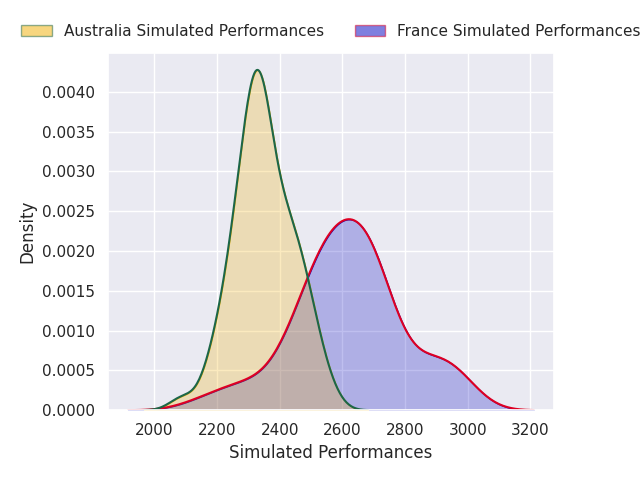 Australia Simulated Performances France Simulated Performances
0.0040
0.0035
0.0030
0.0025
0.0020
0.0015
0.0010
0.0005
0.0000
Density
2000 2200 2400 2600 2800 3000 3200
Simulated Performances